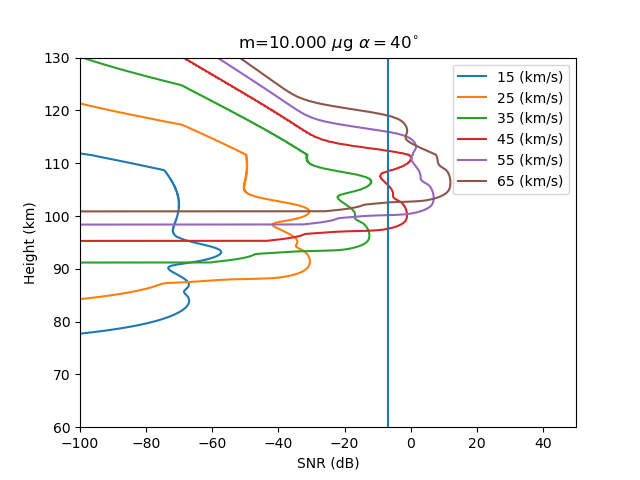 m=10.000 μg α = 40°
130
120
110
100
90
80
70
60
Height (km)
−100 −80 −60 −40 −20 0 20 40
SNR (dB)
15 (km/s)
25 (km/s)
35 (km/s)
45 (km/s)
55 (km/s)
65 (km/s)